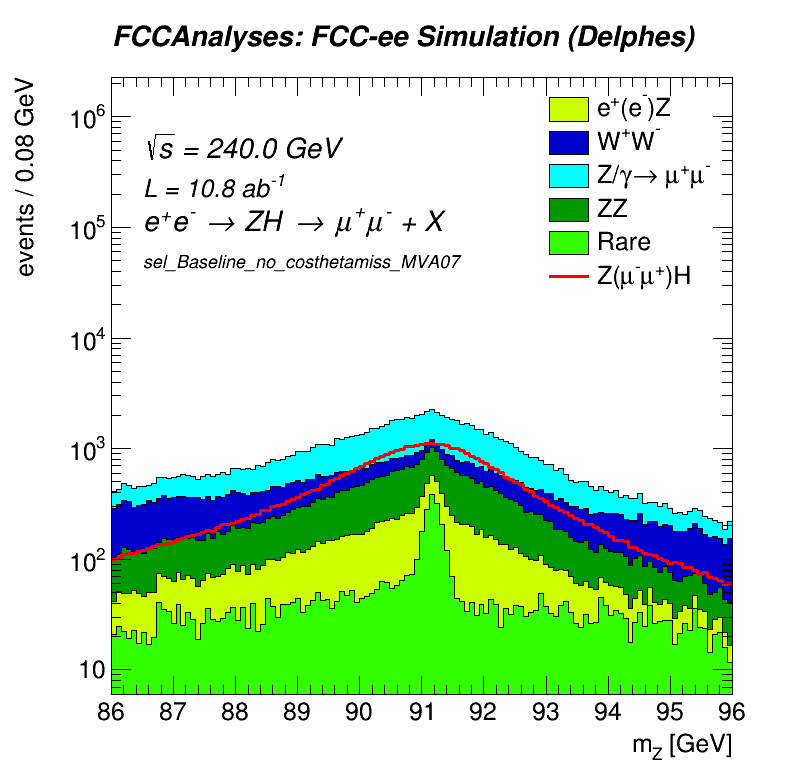 FCCAnalyses: FCC-ee Simulation (Delphes)
events / 0.08 GeV
10⁶
10⁵
10⁴
10³
10²
10
√s = 240.0 GeV
L = 10.8 ab⁻¹
e⁺e⁻ → ZH → μ⁺μ⁻ + X
sel_Baseline_no_costhetamiss_MVA07
e⁺(e⁻)Z
W⁺W⁻
Z/γ→ μ⁺μ⁻
ZZ
Rare
Z(μ⁻μ⁺)H
86 87 88 89 90 91 92 93 94 95 96
m_Z [GeV]